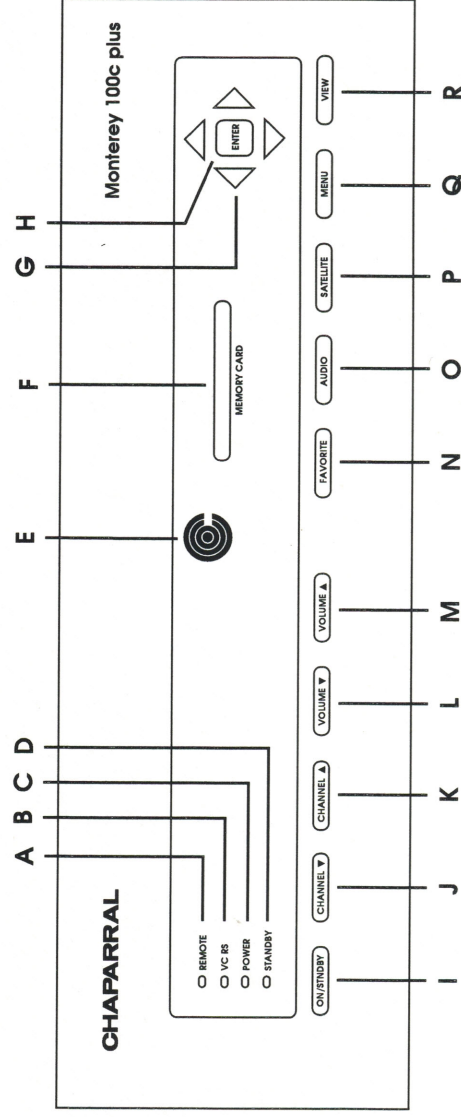 A B C D E F G H
CHAPARRAL
Monterey 100c plus
REMOTE
VC RS
POWER
STANDBY
MEMORY CARD
ENTER
ON/STNDBY CHANNEL ▼ CHANNEL ▲ VOLUME ▼ VOLUME ▲ FAVORITE AUDIO SATELLITE MENU VIEW
I J K L M N O P Q R